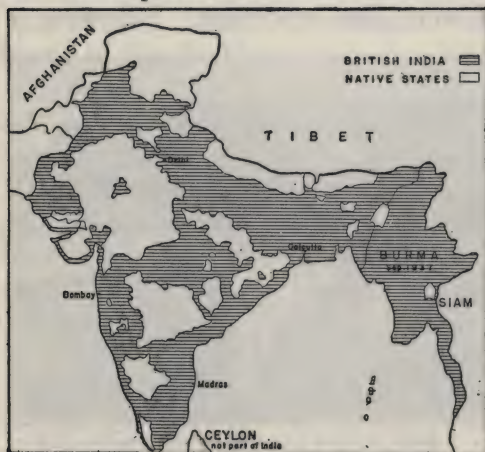 AFGHANISTAN
BRITISH INDIA
NATIVE STATES
TIBET
Delhi
Calcutta
BURMA
SIAM
Bombay
Madras
CEYLON
not part of India